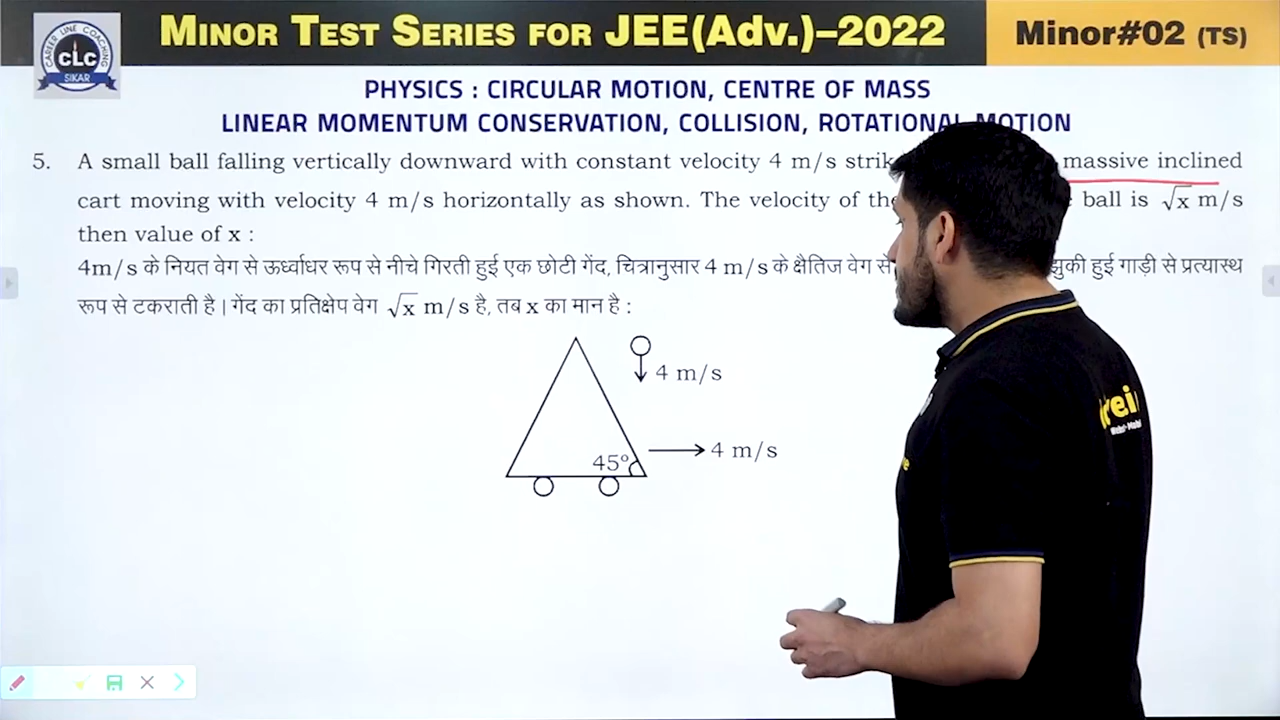 MINOR TEST SERIES FOR JEE(Adv.)–2022
Minor#02 (TS)
CAREER LINE COACHING
CLC
SIKAR
PHYSICS : CIRCULAR MOTION, CENTRE OF MASS
LINEAR MOMENTUM CONSERVATION, COLLISION, ROTATIONAL MOTION
5. A small ball falling vertically downward with constant velocity 4 m/s strik massive inclined
cart moving with velocity 4 m/s horizontally as shown. The velocity of the ball is √x m/s
then value of x :
4m/s के नियत वेग से ऊर्ध्वाधर रूप से नीचे गिरती हुई एक छोटी गेंद, चित्रानुसार 4 m/s के क्षैतिज वेग से झुकी हुई गाड़ी से प्रत्यास्थ
रूप से टकराती है। गेंद का प्रतिक्षेप वेग √x m/s है, तब x का मान है :
4 m/s
45°
4 m/s